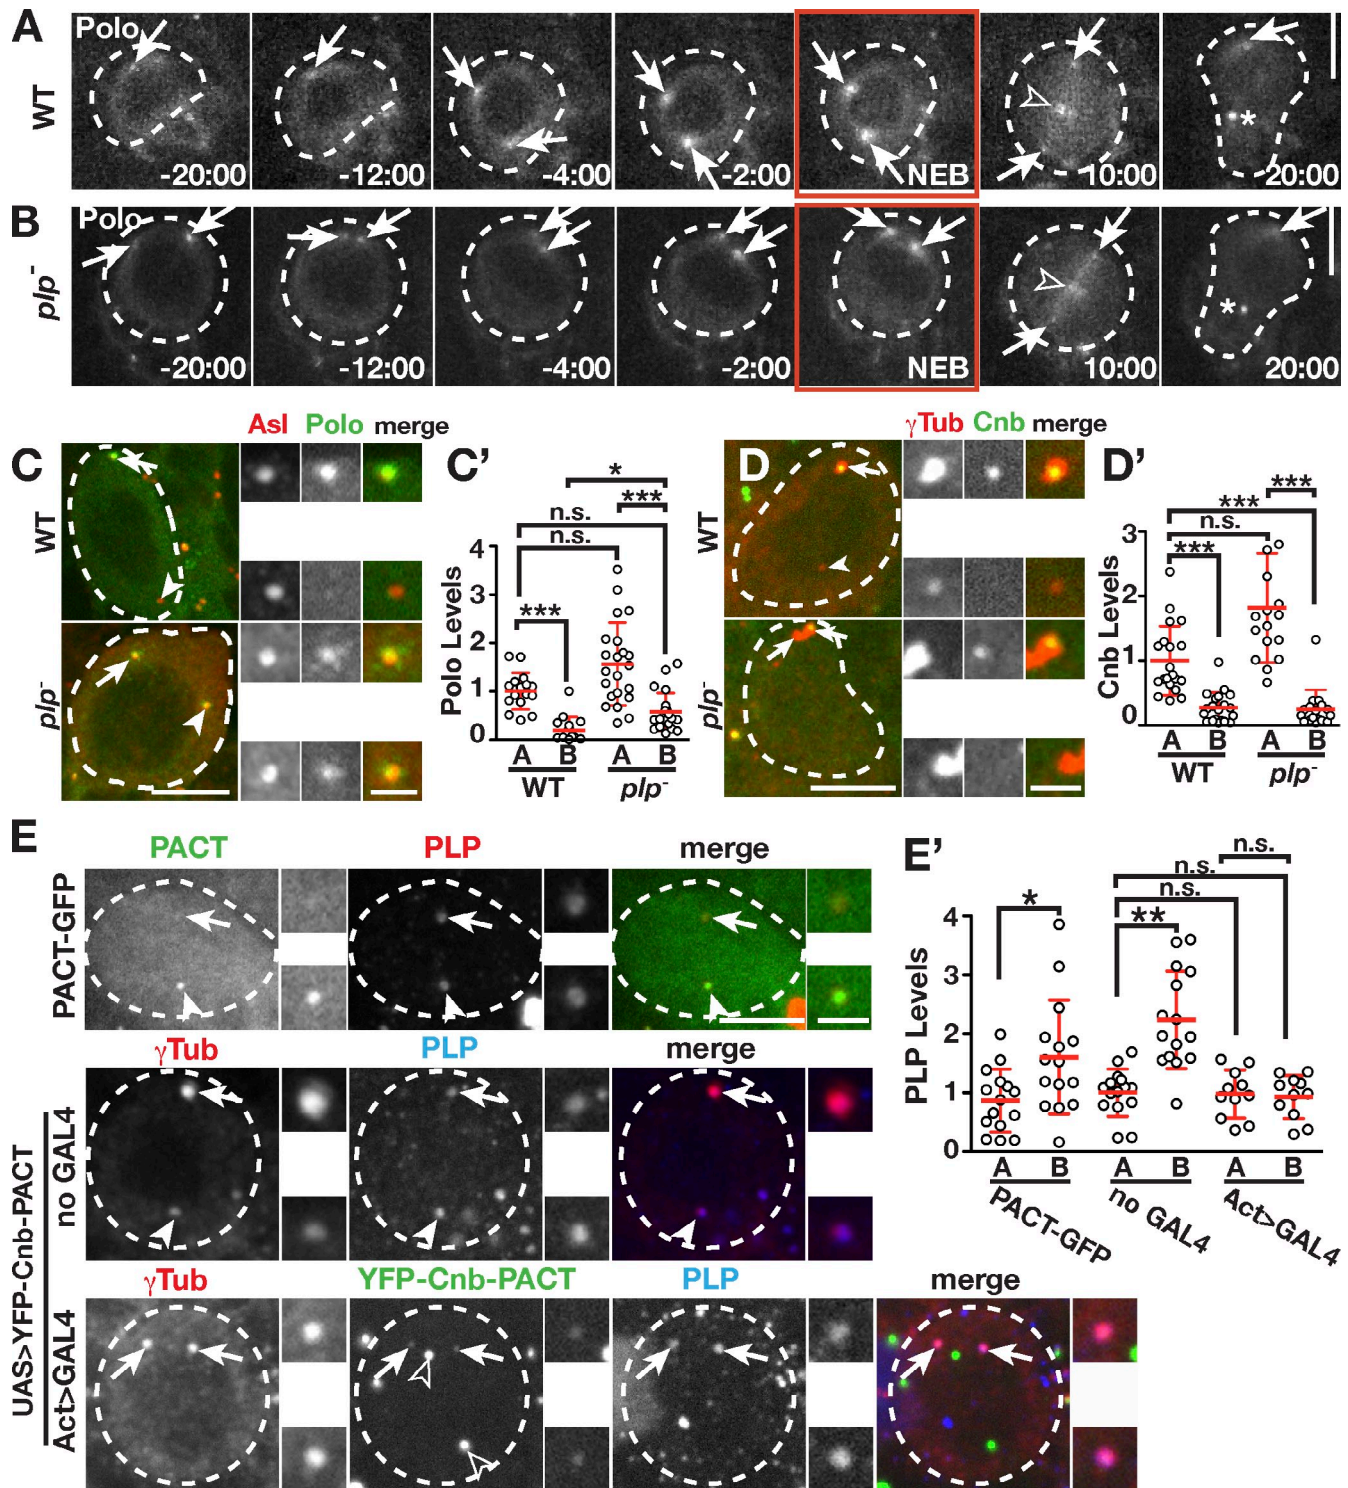 A
Polo
WT
-20:00
-12:00
-4:00
-2:00
NEB
10:00
20:00
*
B
Polo
plp-
-20:00
-12:00
-4:00
-2:00
NEB
10:00
20:00
*
C
Asl Polo merge
WT
plp-
C'
*
***
n.s.
n.s.
***
Polo Levels
4
3
2
1
0
A B A B
WT plp-
D
γTub Cnb merge
WT
plp-
D'
***
***
n.s.
***
Cnb Levels
3
2
1
0
A B A B
WT plp-
E
PACT PLP merge
PACT-GFP
γTub PLP merge
UAS>YFP-Cnb-PACT
no GAL4
γTub YFP-Cnb-PACT PLP merge
Act>GAL4
E'
n.s.
n.s.
n.s.
*
**
PLP Levels
4
3
2
1
0
A B A B A B
PACT-GFP no GAL4 Act>GAL4